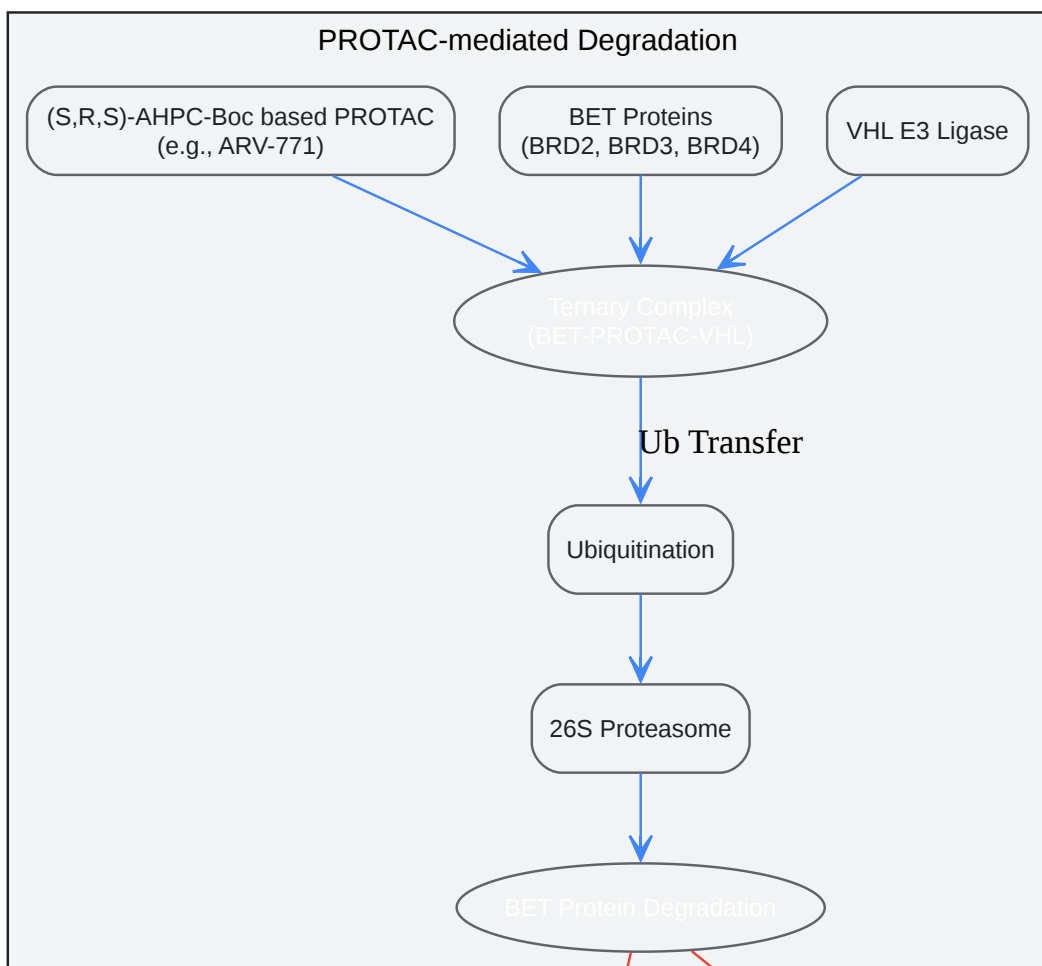 PROTAC-mediated Degradation
(S,R,S)-AHPC-Boc based PROTAC
(e.g., ARV-771)
BET Proteins
(BRD2, BRD3, BRD4)
VHL E3 Ligase
Ternary Complex
(BET-PROTAC-VHL)
Ub Transfer
Ubiquitination
26S Proteasome
BET Protein Degradation